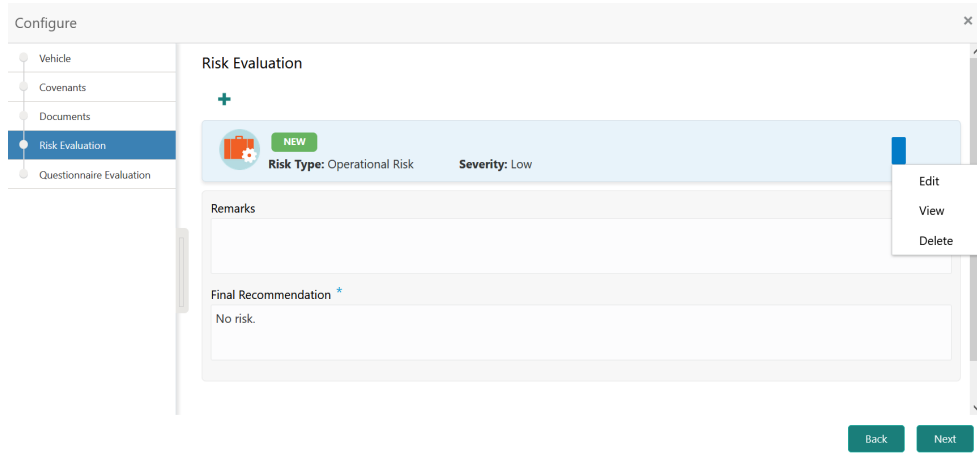 Configure
×
Vehicle
Covenants
Documents
Risk Evaluation
Questionnaire Evaluation
Risk Evaluation
NEW
Risk Type: Operational Risk Severity: Low
Edit
View
Delete
Remarks
Final Recommendation *
No risk.
Back Next